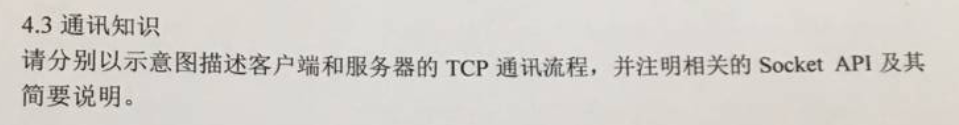 4.3 通讯知识
请分别以示意图描述客户端和服务器的 TCP 通讯流程，并注明相关的 Socket API 及其
简要说明。